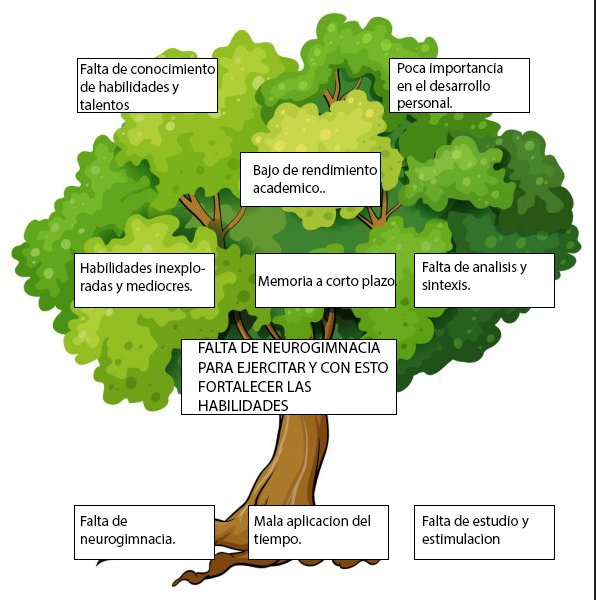 Falta de conocimiento
de habilidades y
talentos
Poca importancia
en el desarrollo
personal.
Bajo de rendimiento
academico..
Habilidades inexplo-
radas y mediocres.
Memoria a corto plazo.
Falta de analisis y
sintexis.
FALTA DE NEUROGIMNACIA
PARA EJERCITAR Y CON ESTO
FORTALECER LAS
HABILIDADES
Falta de
neurogimnacia.
Mala aplicacion del
tiempo.
Falta de estudio y
estimulacion